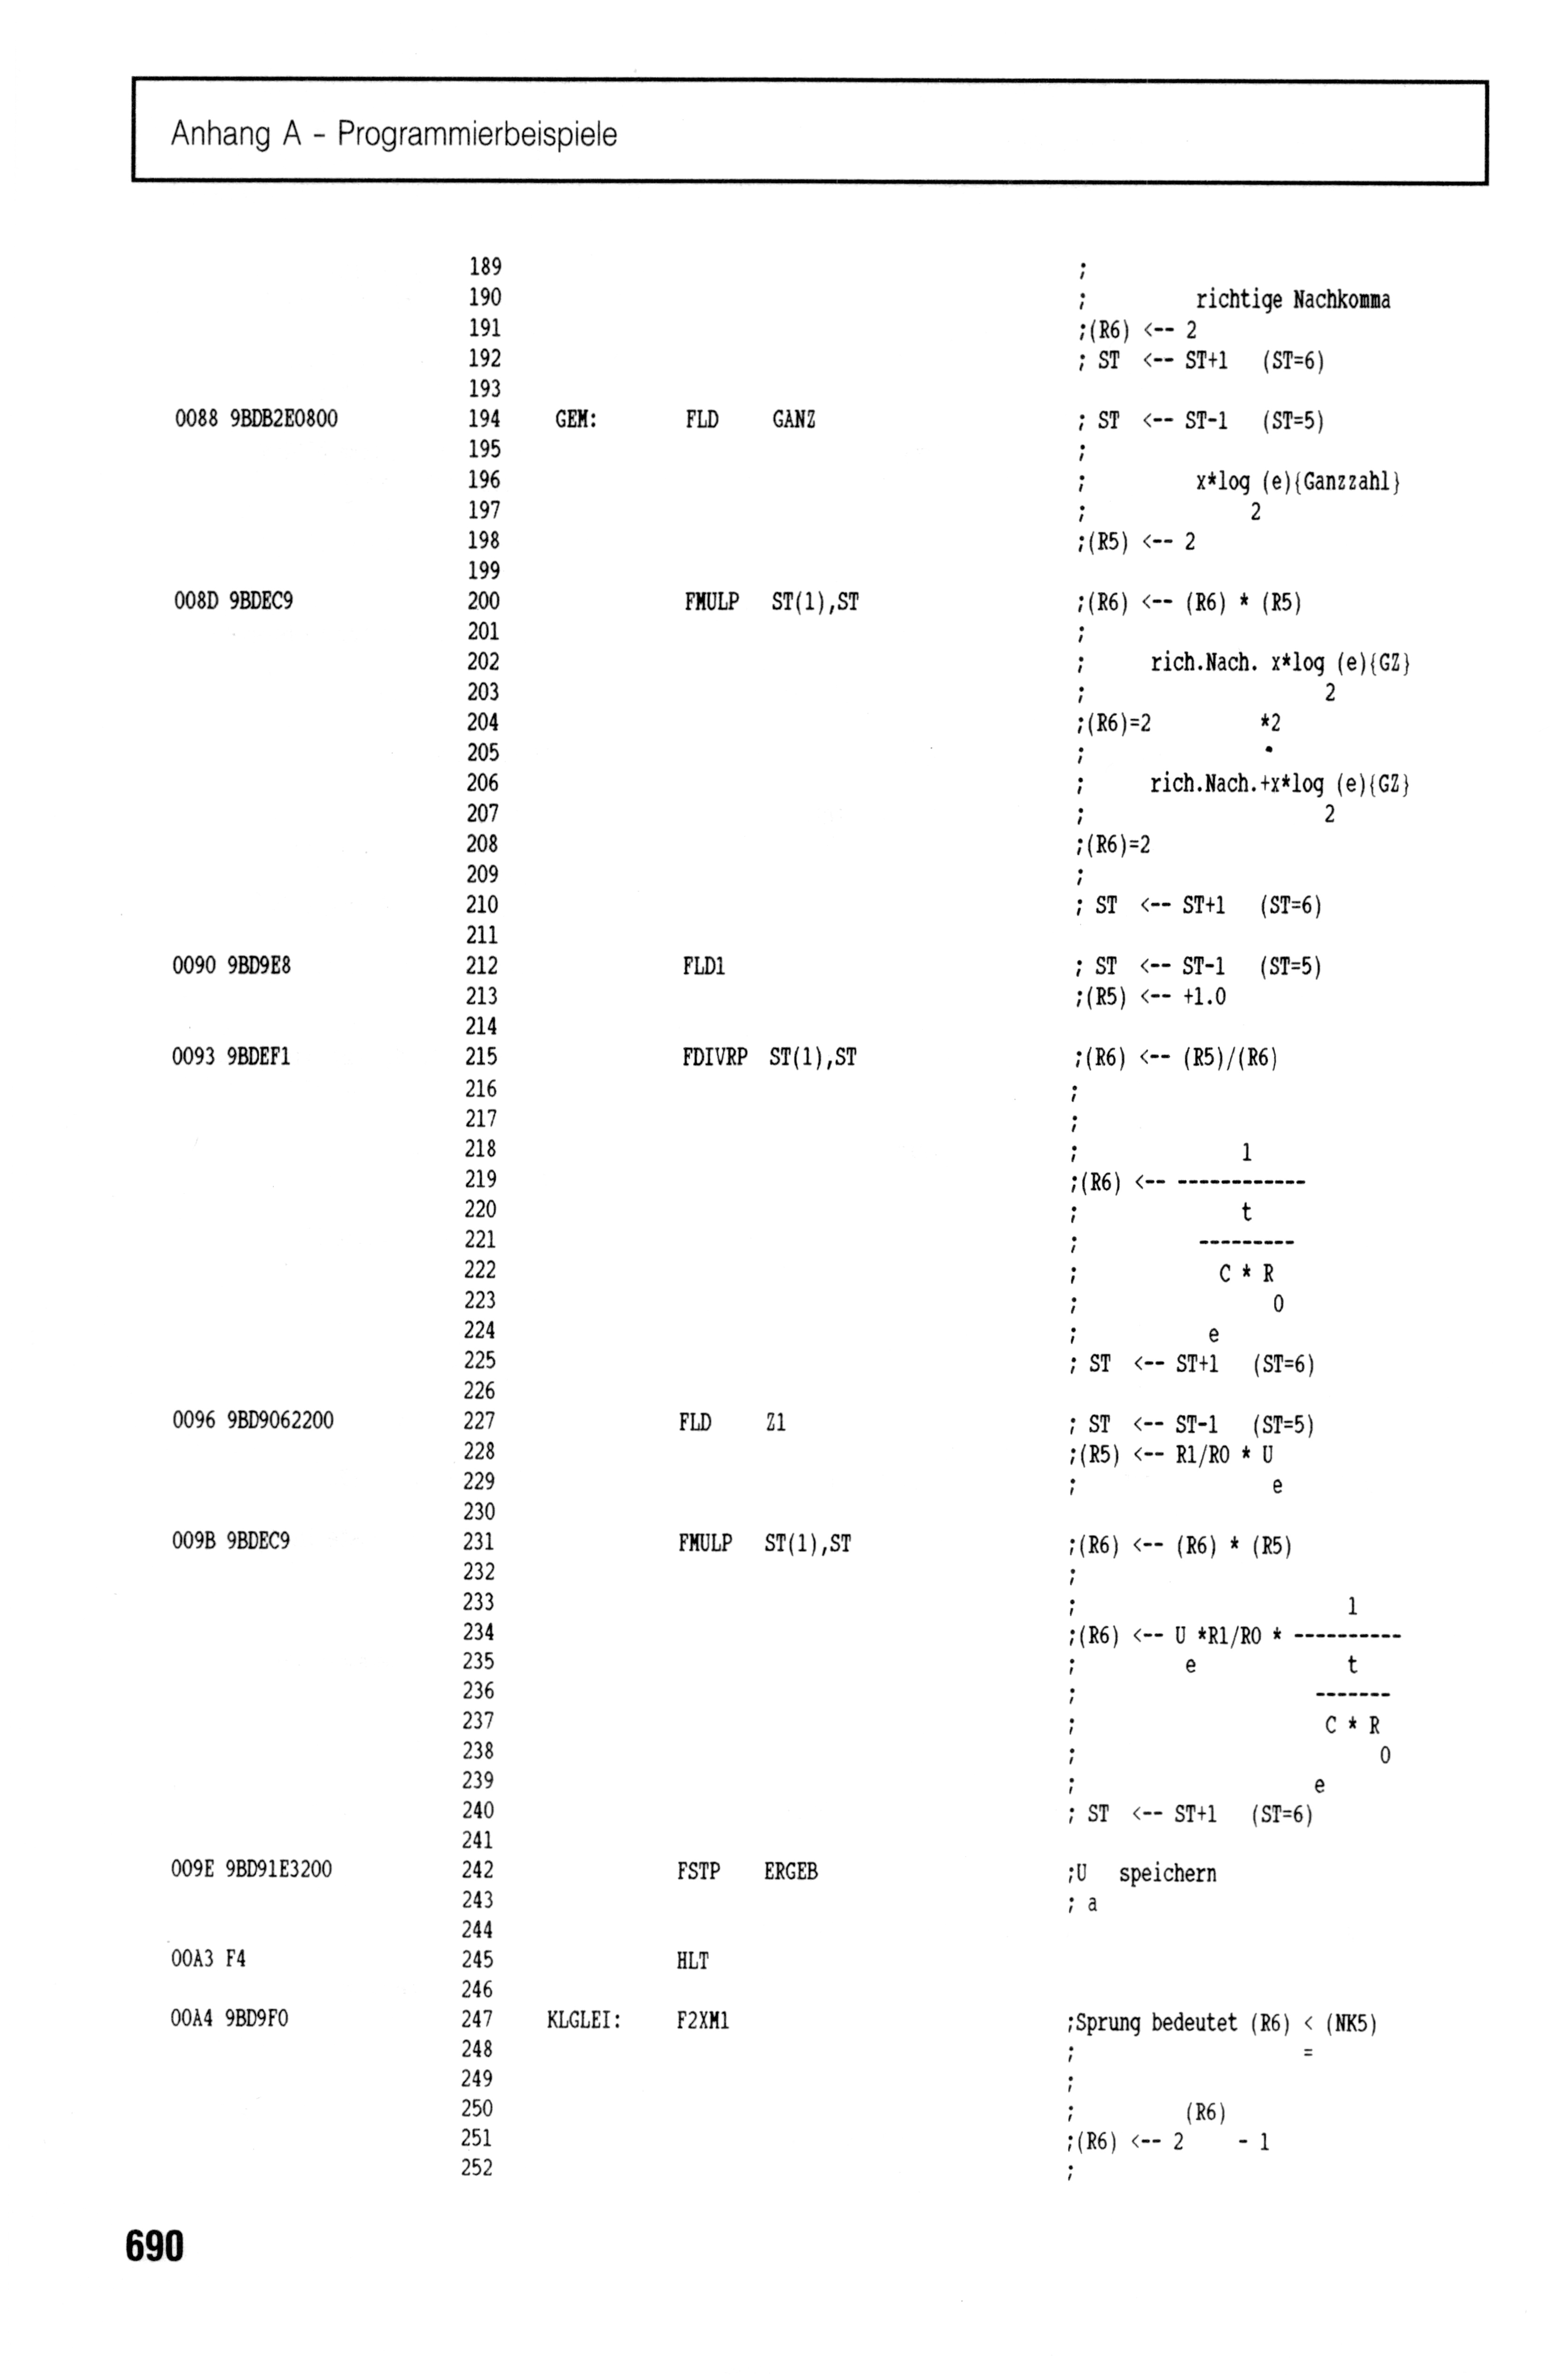 Anhang A – Programmierbeispiele
189 ;
190 ; richtige Nachkomma
191 ;(R6) <-- 2
192 ; ST <-- ST+1 (ST=6)
193
0088 9BDB2E0800 194 GEM: FLD GANZ ; ST <-- ST-1 (ST=5)
195 ;
196 ; x*log (e){Ganzzahl}
197 ; 2
198 ;(R5) <-- 2
199
008D 9BDEC9 200 FMULP ST(1),ST ;(R6) <-- (R6) * (R5)
201 ;
202 ; rich.Nach. x*log (e){GZ}
203 ; 2
204 ;(R6)=2 *2
205 ;
206 ; rich.Nach.+x*log (e){GZ}
207 ; 2
208 ;(R6)=2
209 ;
210 ; ST <-- ST+1 (ST=6)
211
0090 9BD9E8 212 FLD1 ; ST <-- ST-1 (ST=5)
213 ;(R5) <-- +1.0
214
0093 9BDEF1 215 FDIVRP ST(1),ST ;(R6) <-- (R5)/(R6)
216 ;
217 ;
218 ; 1
219 ;(R6) <-- ------------
220 ; t
221 ; ---------
222 ; C * R
223 ; 0
224 ; e
225 ; ST <-- ST+1 (ST=6)
226
0096 9BD9062200 227 FLD Z1 ; ST <-- ST-1 (ST=5)
228 ;(R5) <-- R1/R0 * U
229 ; e
230
009B 9BDEC9 231 FMULP ST(1),ST ;(R6) <-- (R6) * (R5)
232 ;
233 ; 1
234 ;(R6) <-- U *R1/R0 * ----------
235 ; e t
236 ; -------
237 ; C * R
238 ; 0
239 ; e
240 ; ST <-- ST+1 (ST=6)
241
009E 9BD91E3200 242 FSTP ERGEB ;U speichern
243 ; a
244
00A3 F4 245 HLT
246
00A4 9BD9F0 247 KLGLEI: F2XM1 ;Sprung bedeutet (R6) < (NK5)
248 ; =
249 ;
250 ; (R6)
251 ;(R6) <-- 2 - 1
252 ;
690